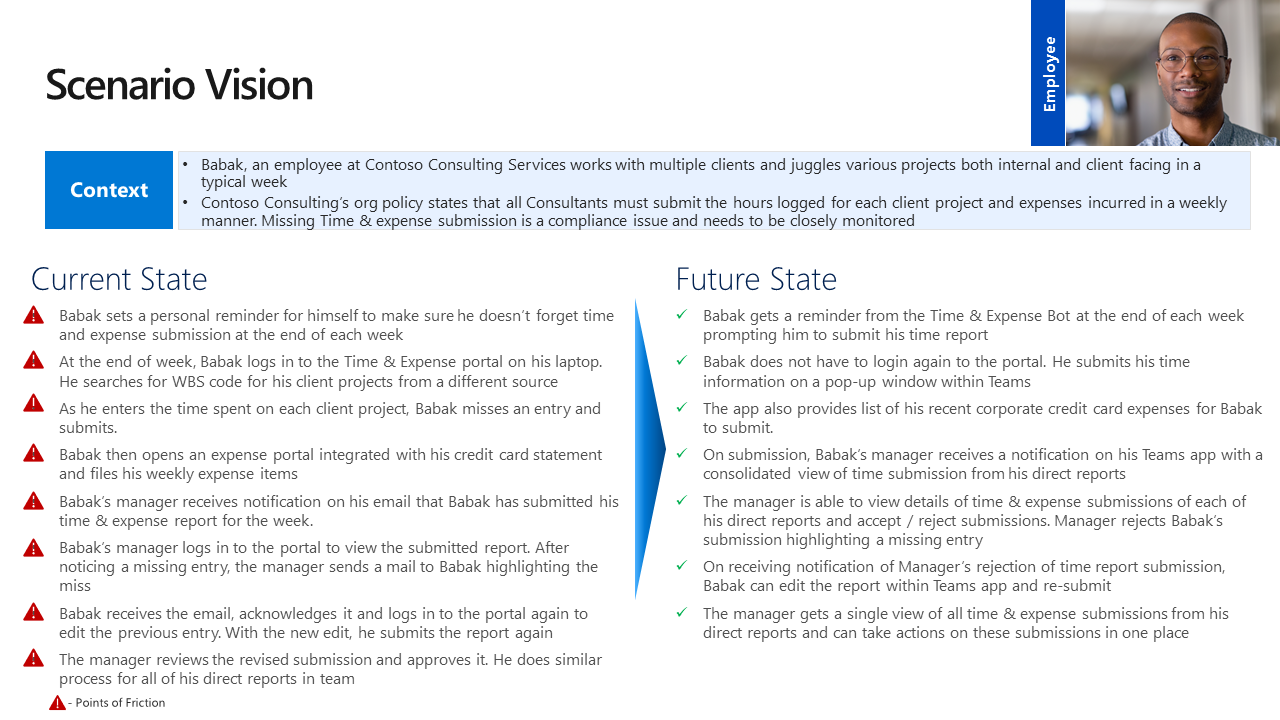 Employee
Scenario Vision
Context
• Babak, an employee at Contoso Consulting Services works with multiple clients and juggles various projects both internal and client facing in a
typical week
• Contoso Consulting’s org policy states that all Consultants must submit the hours logged for each client project and expenses incurred in a weekly
manner. Missing Time & expense submission is a compliance issue and needs to be closely monitored
Current State
Babak sets a personal reminder for himself to make sure he doesn’t forget time
and expense submission at the end of each week
At the end of week, Babak logs in to the Time & Expense portal on his laptop.
He searches for WBS code for his client projects from a different source
As he enters the time spent on each client project, Babak misses an entry and
submits.
Babak then opens an expense portal integrated with his credit card statement
and files his weekly expense items
Babak’s manager receives notification on his email that Babak has submitted his
time & expense report for the week.
Babak’s manager logs in to the portal to view the submitted report. After
noticing a missing entry, the manager sends a mail to Babak highlighting the
miss
Babak receives the email, acknowledges it and logs in to the portal again to
edit the previous entry. With the new edit, he submits the report again
The manager reviews the revised submission and approves it. He does similar
process for all of his direct reports in team
- Points of Friction
Future State
✓ Babak gets a reminder from the Time & Expense Bot at the end of each week
prompting him to submit his time report
✓ Babak does not have to login again to the portal. He submits his time
information on a pop-up window within Teams
✓ The app also provides list of his recent corporate credit card expenses for Babak
to submit.
✓ On submission, Babak’s manager receives a notification on his Teams app with a
consolidated view of time submission from his direct reports
✓ The manager is able to view details of time & expense submissions of each of
his direct reports and accept / reject submissions. Manager rejects Babak’s
submission highlighting a missing entry
✓ On receiving notification of Manager’s rejection of time report submission,
Babak can edit the report within Teams app and re-submit
✓ The manager gets a single view of all time & expense submissions from his
direct reports and can take actions on these submissions in one place